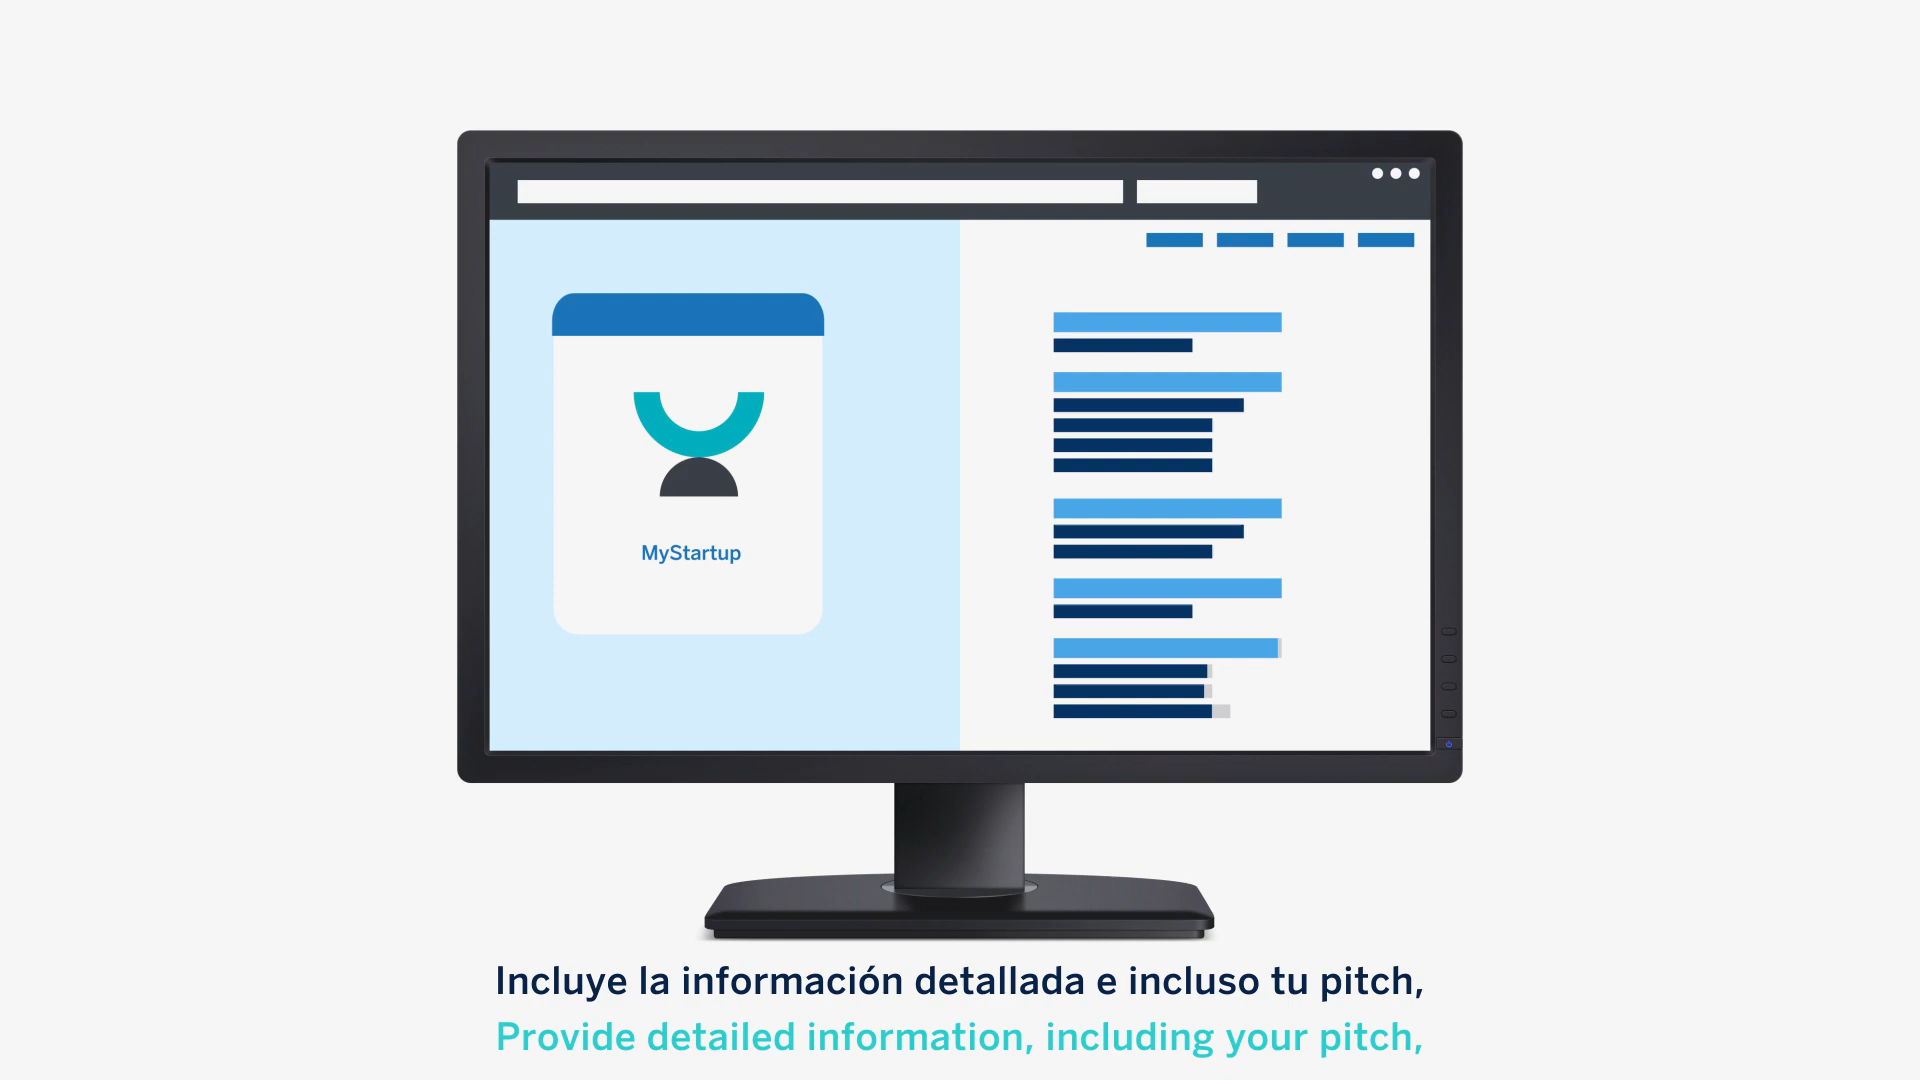 MyStartup
Incluye la información detallada e incluso tu pitch,
Provide detailed information, including your pitch,